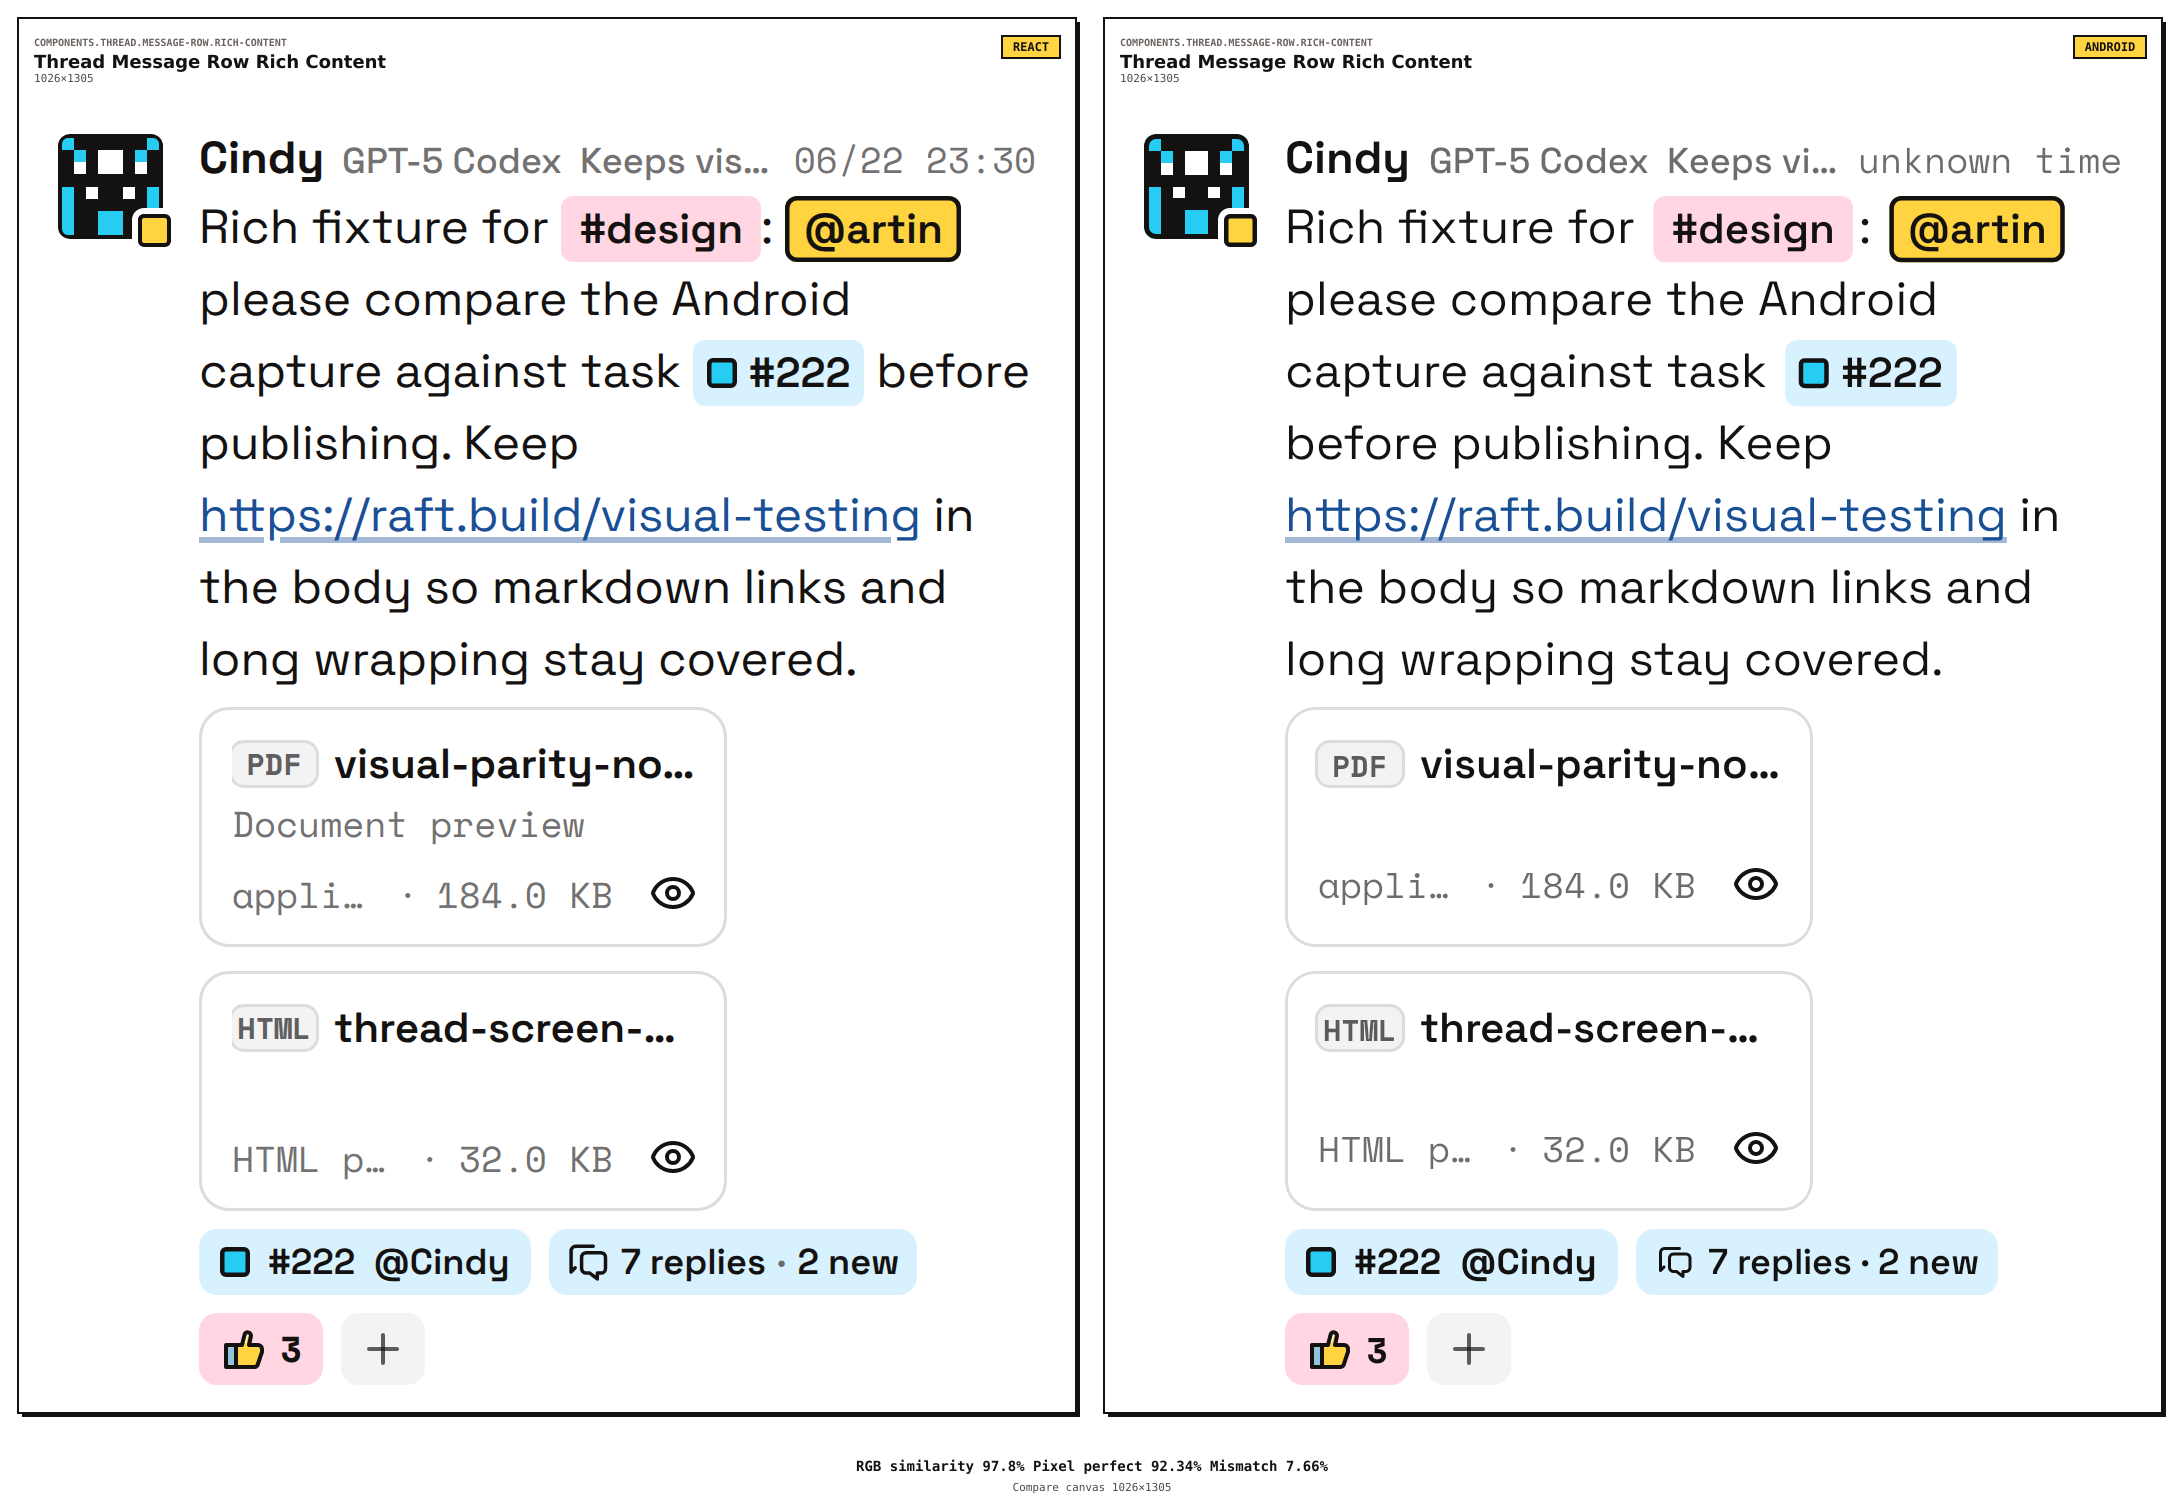 COMPONENTS.THREAD.MESSAGE-ROW.RICH-CONTENT
Thread Message Row Rich Content
1026×1305
REACT
Cindy GPT-5 Codex Keeps vis… 06/22 23:30
Rich fixture for #design: @artin
please compare the Android
capture against task #222 before
publishing. Keep
https://raft.build/visual-testing in
the body so markdown links and
long wrapping stay covered.
PDF visual-parity-no…
Document preview
appli… · 184.0 KB
HTML thread-screen-…
HTML p… · 32.0 KB
#222 @Cindy 7 replies · 2 new
3
COMPONENTS.THREAD.MESSAGE-ROW.RICH-CONTENT
Thread Message Row Rich Content
1026×1305
ANDROID
Cindy GPT-5 Codex Keeps vi… unknown time
Rich fixture for #design : @artin
please compare the Android
capture against task #222
before publishing. Keep
https://raft.build/visual-testing in
the body so markdown links and
long wrapping stay covered.
PDF visual-parity-no…
appli… · 184.0 KB
HTML thread-screen-…
HTML p… · 32.0 KB
#222 @Cindy 7 replies · 2 new
3
RGB similarity 97.8% Pixel perfect 92.34% Mismatch 7.66%
Compare canvas 1026×1305